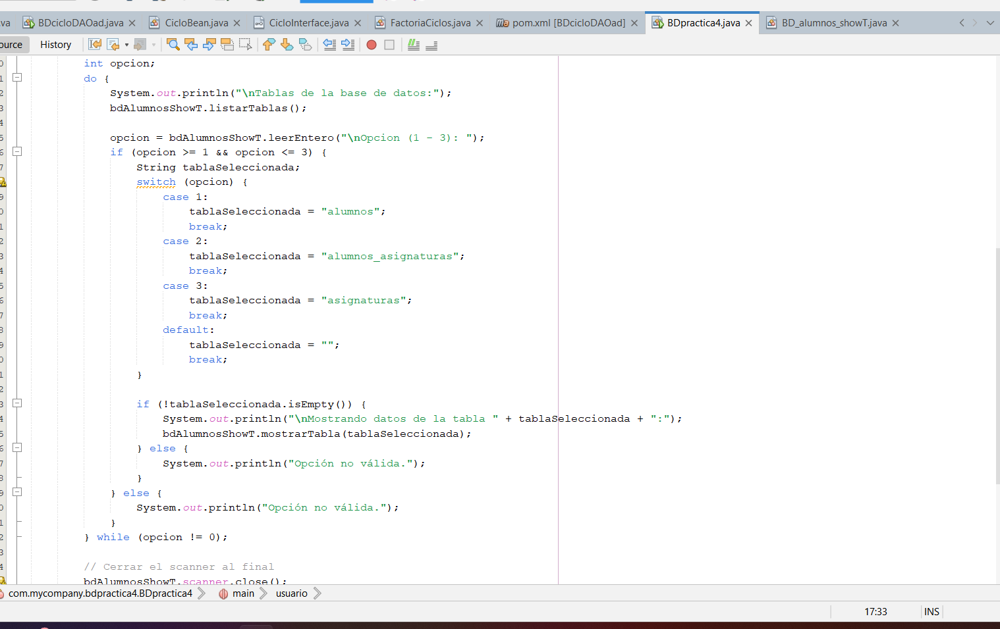 va BDcicloDAOad.java CicloBean.java CicloInterface.java FactoriaCiclos.java pom.xml [BDcicloDAOad] BDpractica4.java BD_alumnos_showT.java
ource History
int opcion;
do {
System.out.println("\nTablas de la base de datos:");
bdAlumnosShowT.listarTablas();
opcion = bdAlumnosShowT.leerEntero("\nOpcion (1 - 3): ");
if (opcion >= 1 && opcion <= 3) {
String tablaSeleccionada;
switch (opcion) {
case 1:
tablaSeleccionada = "alumnos";
break;
case 2:
tablaSeleccionada = "alumnos_asignaturas";
break;
case 3:
tablaSeleccionada = "asignaturas";
break;
default:
tablaSeleccionada = "";
break;
}
if (!tablaSeleccionada.isEmpty()) {
System.out.println("\nMostrando datos de la tabla " + tablaSeleccionada + ":");
bdAlumnosShowT.mostrarTabla(tablaSeleccionada);
} else {
System.out.println("Opción no válida.");
}
} else {
System.out.println("Opción no válida.");
}
} while (opcion != 0);
// Cerrar el scanner al final
bdAlumnosShowT.scanner.close();
com.mycompany.bdpractica4.BDpractica4 main usuario
17:33 INS